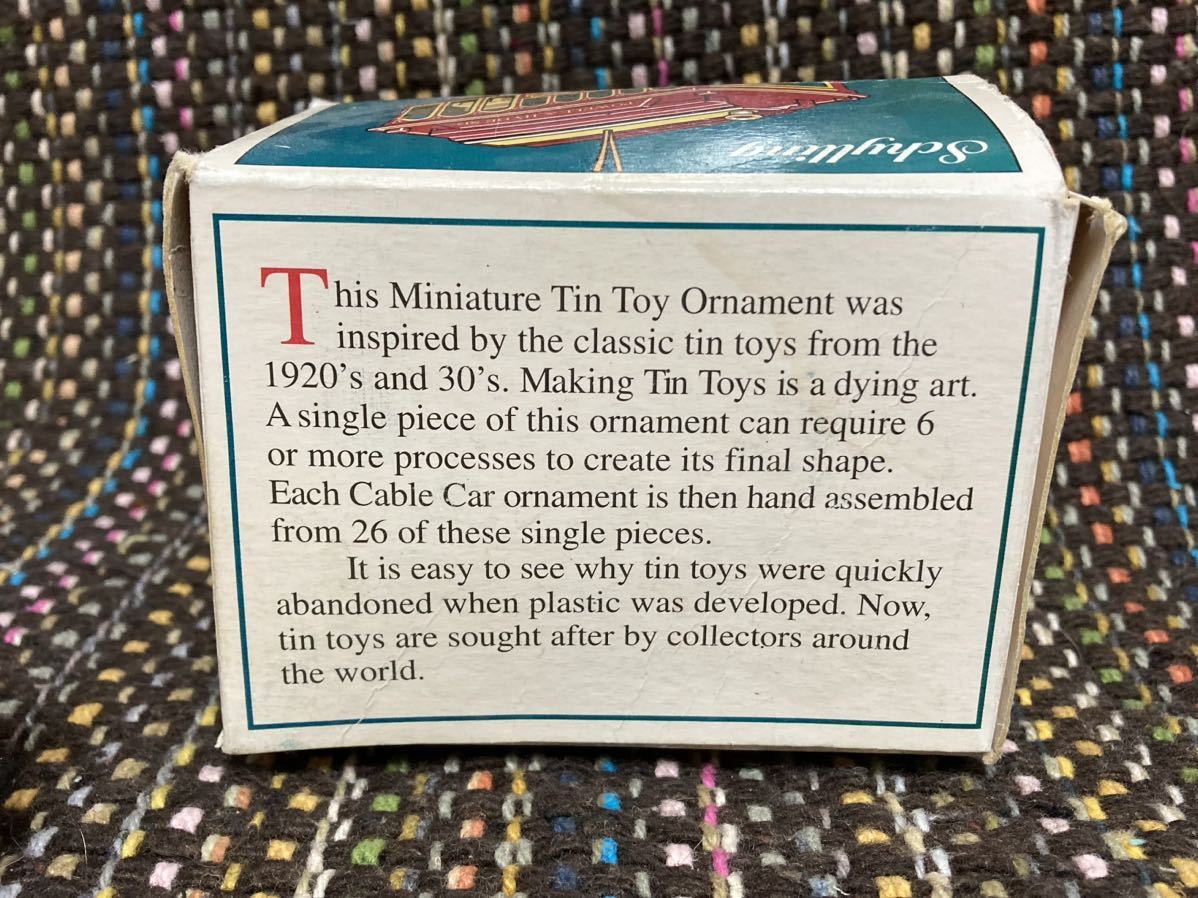 Schylling
This Miniature Tin Toy Ornament was
inspired by the classic tin toys from the
1920's and 30's. Making Tin Toys is a dying art.
A single piece of this ornament can require 6
or more processes to create its final shape.
Each Cable Car ornament is then hand assembled
from 26 of these single pieces.
It is easy to see why tin toys were quickly
abandoned when plastic was developed. Now,
tin toys are sought after by collectors around
the world.